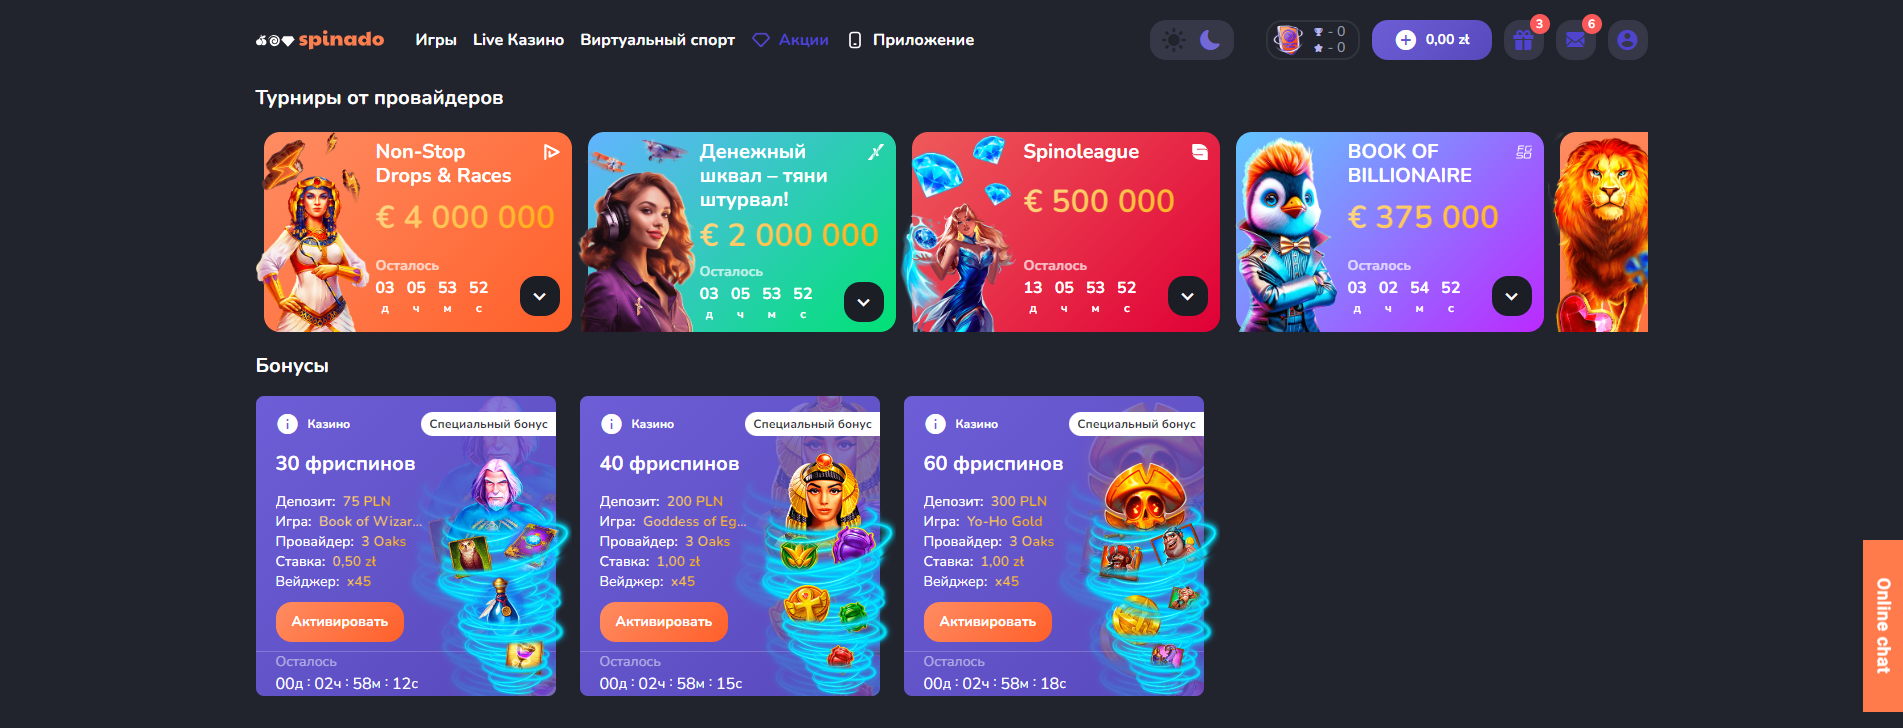 spinado Игры Live Казино Виртуальный спорт Акции Приложение - 0 - 0 0,00 zł 3 6
Турниры от провайдеров
Non-Stop
Drops & Races
€ 4 000 000
Осталось
03 05 53 52
д ч м с
Денежный
шквал – тяни
штурвал!
€ 2 000 000
Осталось
03 05 53 52
д ч м с
Spinoleague
€ 500 000
Осталось
13 05 53 52
д ч м с
BOOK OF
BILLIONAIRE
€ 375 000
Осталось
03 02 54 52
д ч м с
Бонусы
Казино Специальный бонус
30 фриспинов
Депозит: 75 PLN
Игра: Book of Wizar...
Провайдер: 3 Oaks
Ставка: 0,50 zł
Вейджер: x45
Активировать
Осталось
00д : 02ч : 58м : 12с
Казино Специальный бонус
40 фриспинов
Депозит: 200 PLN
Игра: Goddess of Eg...
Провайдер: 3 Oaks
Ставка: 1,00 zł
Вейджер: x45
Активировать
Осталось
00д : 02ч : 58м : 15с
Казино Специальный бонус
60 фриспинов
Депозит: 300 PLN
Игра: Yo-Ho Gold
Провайдер: 3 Oaks
Ставка: 1,00 zł
Вейджер: x45
Активировать
Осталось
00д : 02ч : 58м : 18с
Online chat